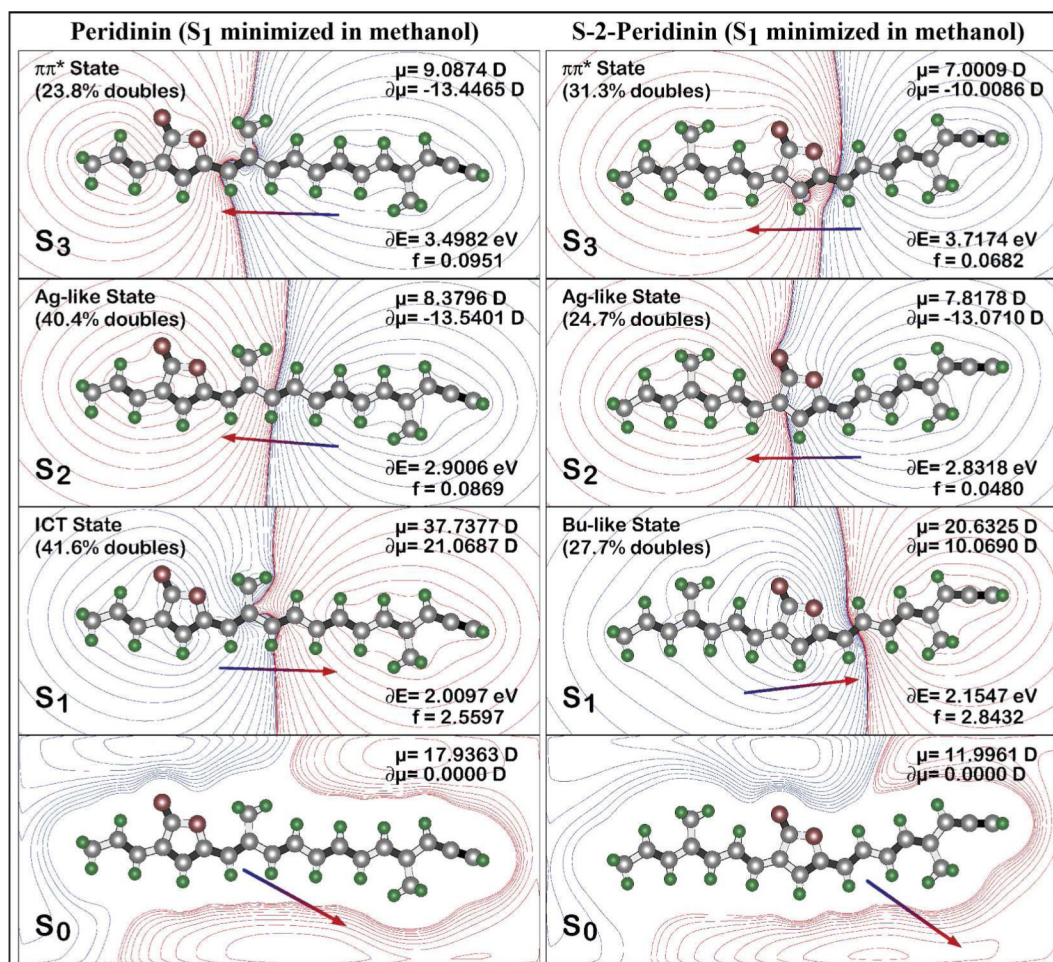 Peridinin (S1 minimized in methanol)
ππ* State
(23.8% doubles)
μ= 9.0874 D
∂μ= -13.4465 D
∂E= 3.4982 eV
f = 0.0951
S3
Ag-like State
(40.4% doubles)
μ= 8.3796 D
∂μ= -13.5401 D
∂E= 2.9006 eV
f = 0.0869
S2
ICT State
(41.6% doubles)
μ= 37.7377 D
∂μ= 21.0687 D
∂E= 2.0097 eV
f = 2.5597
S1
μ= 17.9363 D
∂μ= 0.0000 D
S0
S-2-Peridinin (S1 minimized in methanol)
ππ* State
(31.3% doubles)
μ= 7.0009 D
∂μ= -10.0086 D
∂E= 3.7174 eV
f = 0.0682
S3
Ag-like State
(24.7% doubles)
μ= 7.8178 D
∂μ= -13.0710 D
∂E= 2.8318 eV
f = 0.0480
S2
Bu-like State
(27.7% doubles)
μ= 20.6325 D
∂μ= 10.0690 D
∂E= 2.1547 eV
f = 2.8432
S1
μ= 11.9961 D
∂μ= 0.0000 D
S0